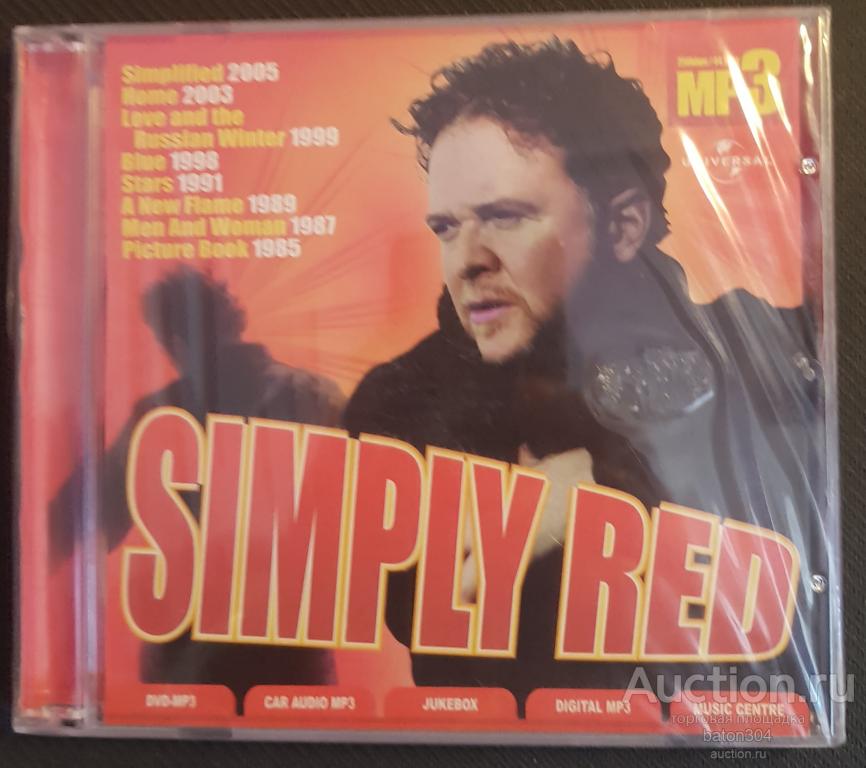 Simplified 2005
Home 2003
Love and the
Russian Winter 1999
Blue 1998
Stars 1991
A New Flame 1989
Men And Woman 1987
Picture Book 1985
MP3
UNIVERSAL
SIMPLY RED
DVD-MP3
CAR AUDIO MP3
JUKEBOX
DIGITAL MP3
MUSIC CENTRE
Auction.ru
торговая площадка
baton304
auction.ru